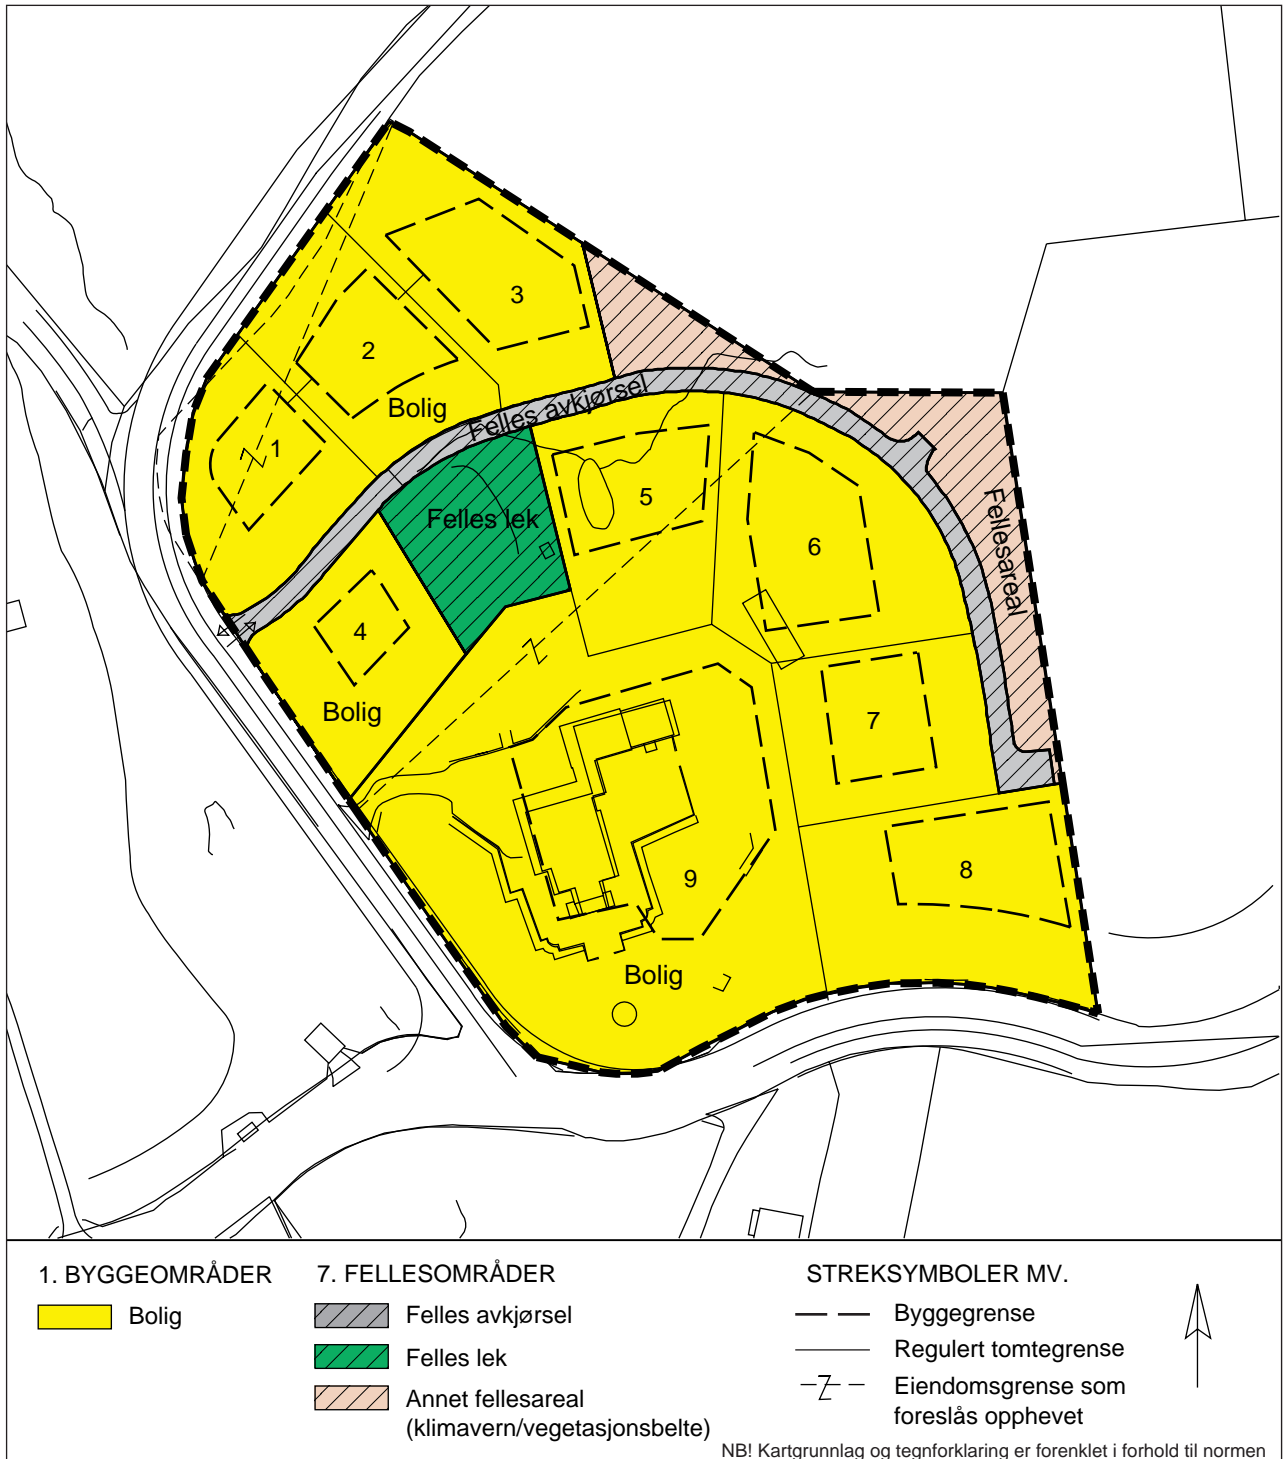 3
2
Bolig
Felles avkjørsel
1
5
Felles lek
Fellesareal
6
4
Bolig
7
8
9
Bolig
1. BYGGEOMRÅDER
Bolig
7. FELLESOMRÅDER
Felles avkjørsel
Felles lek
Annet fellesareal
(klimavern/vegetasjonsbelte)
STREKSYMBOLER MV.
Byggegrense
Regulert tomtegrense
Eiendomsgrense som
foreslås opphevet
NB! Kartgrunnlag og tegnforklaring er forenklet i forhold til normen